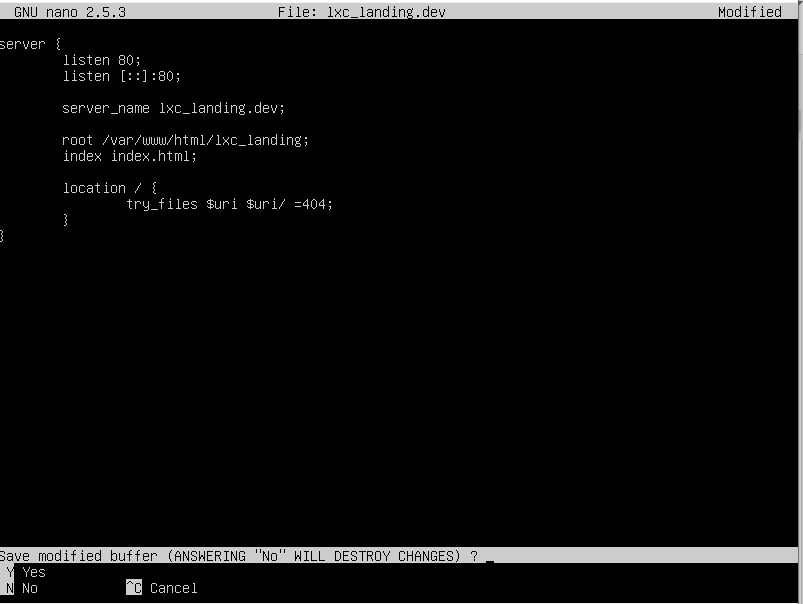 GNU nano 2.5.3 File: lxc_landing.dev Modified
server {
listen 80;
listen [::]:80;
server_name lxc_landing.dev;
root /var/www/html/lxc_landing;
index index.html;
location / {
try_files $uri $uri/ =404;
}
}
Save modified buffer (ANSWERING "No" WILL DESTROY CHANGES) ?
Y Yes
N No ^C Cancel